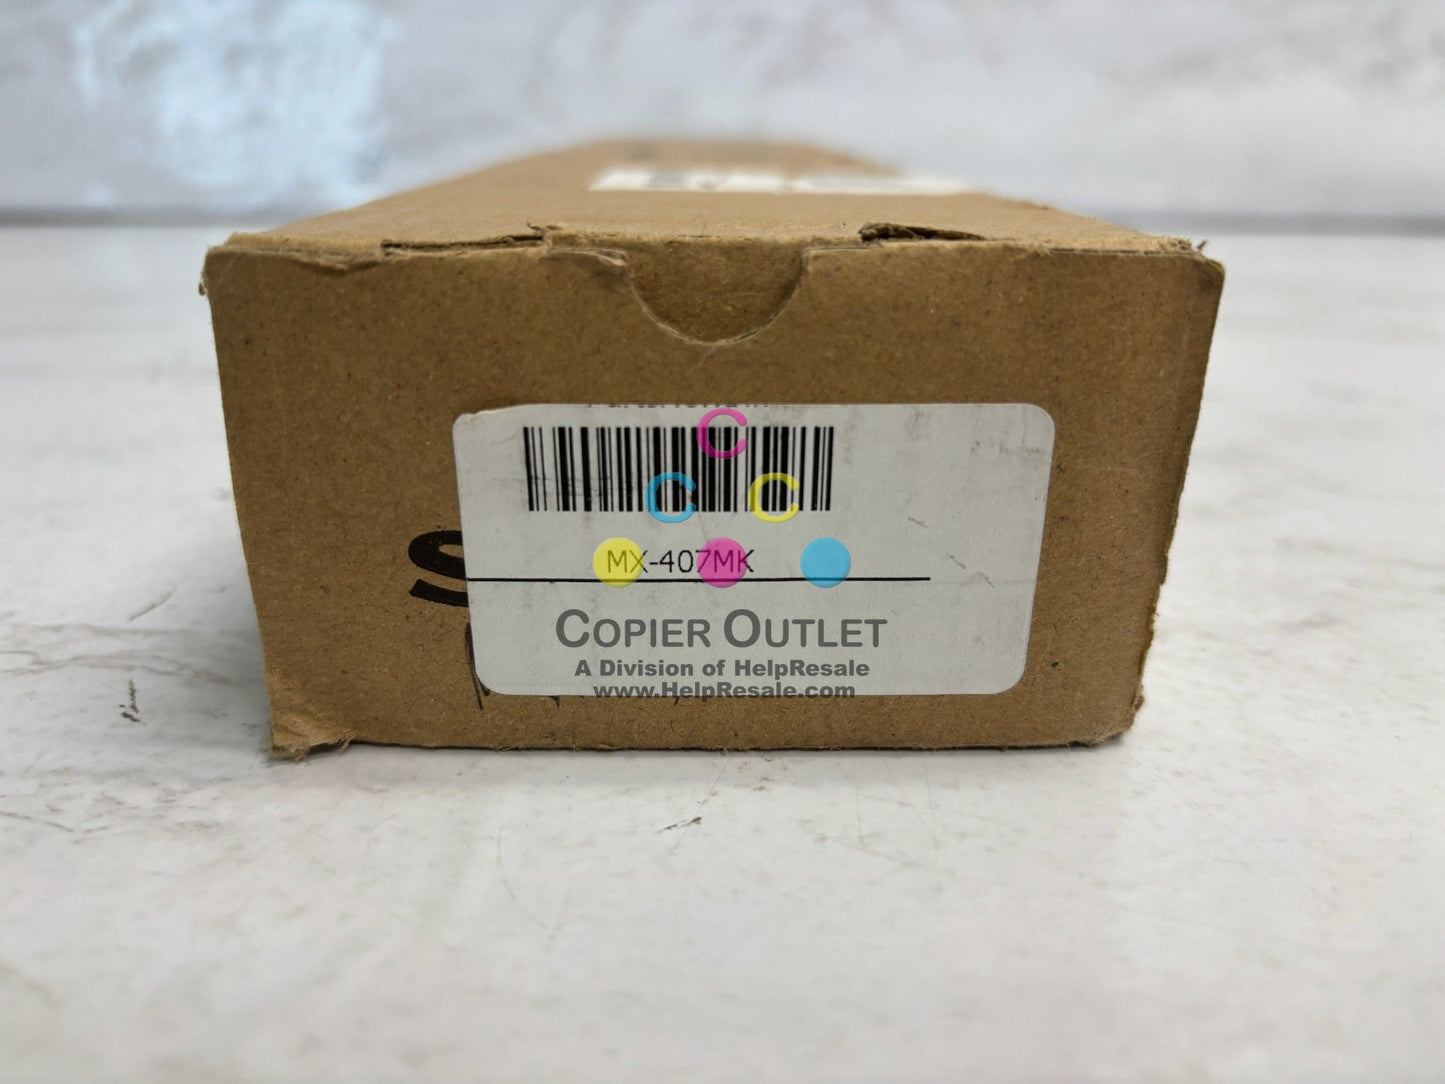 C
C C
MX-407MK
COPIER OUTLET
A Division of HelpResale
www.HelpResale.com